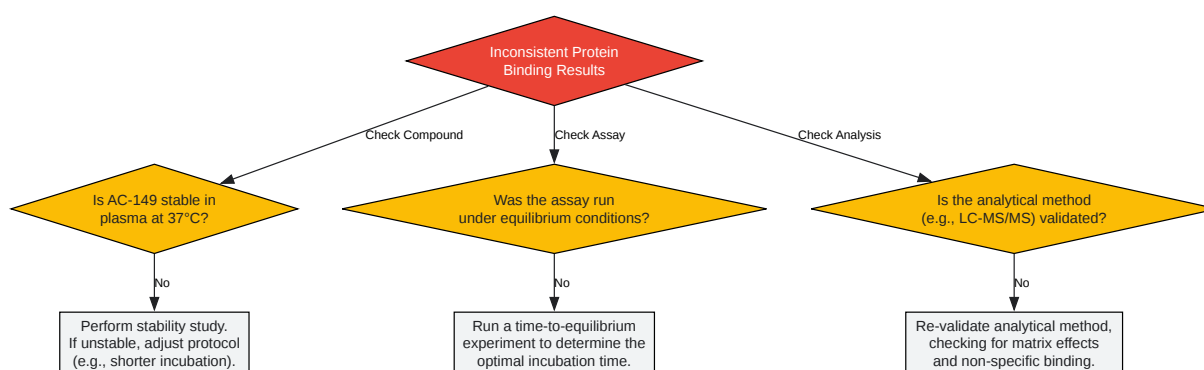 Inconsistent Protein
Binding Results
Check Compound
Check Assay
Check Analysis
Is AC-149 stable in
plasma at 37°C?
Was the assay run
under equilibrium conditions?
Is the analytical method
(e.g., LC-MS/MS) validated?
No
No
No
Perform stability study.
If unstable, adjust protocol
(e.g., shorter incubation).
Run a time-to-equilibrium
experiment to determine the
optimal incubation time.
Re-validate analytical method,
checking for matrix effects
and non-specific binding.